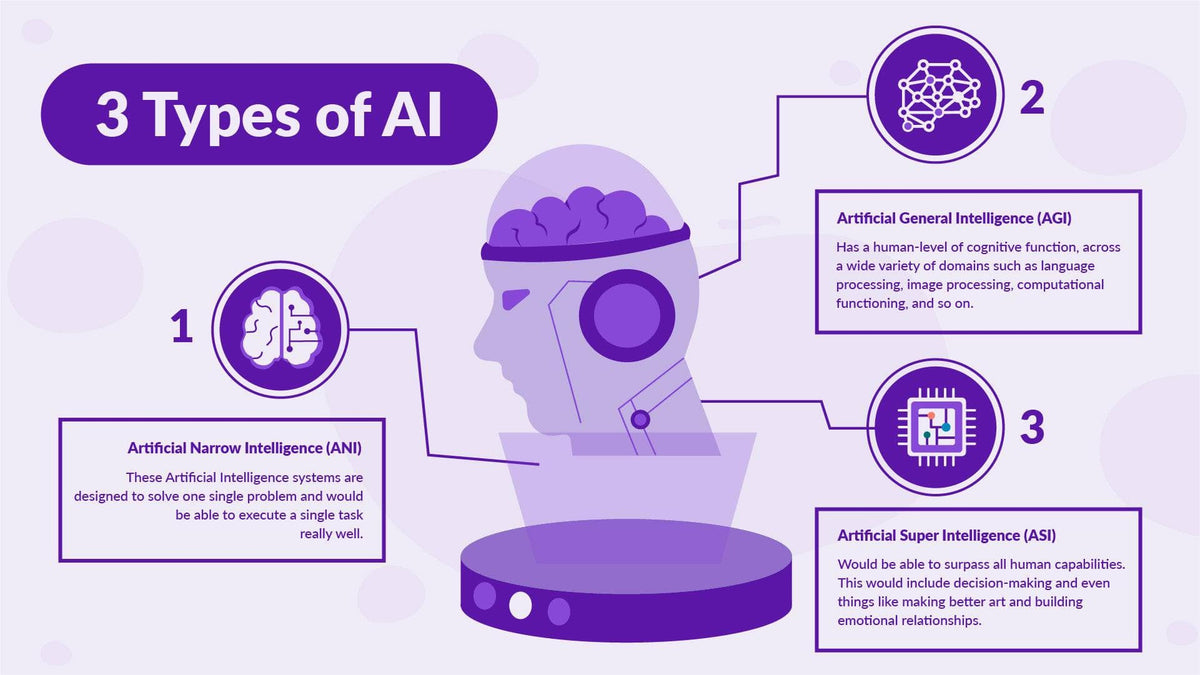 3 Types of AI
1
Artificial Narrow Intelligence (ANI)
These Artificial Intelligence systems are
designed to solve one single problem and would
be able to execute a single task
really well.
2
Artificial General Intelligence (AGI)
Has a human-level of cognitive function, across
a wide variety of domains such as language
processing, image processing, computational
functioning, and so on.
3
Artificial Super Intelligence (ASI)
Would be able to surpass all human capabilities.
This would include decision-making and even
things like making better art and building
emotional relationships.